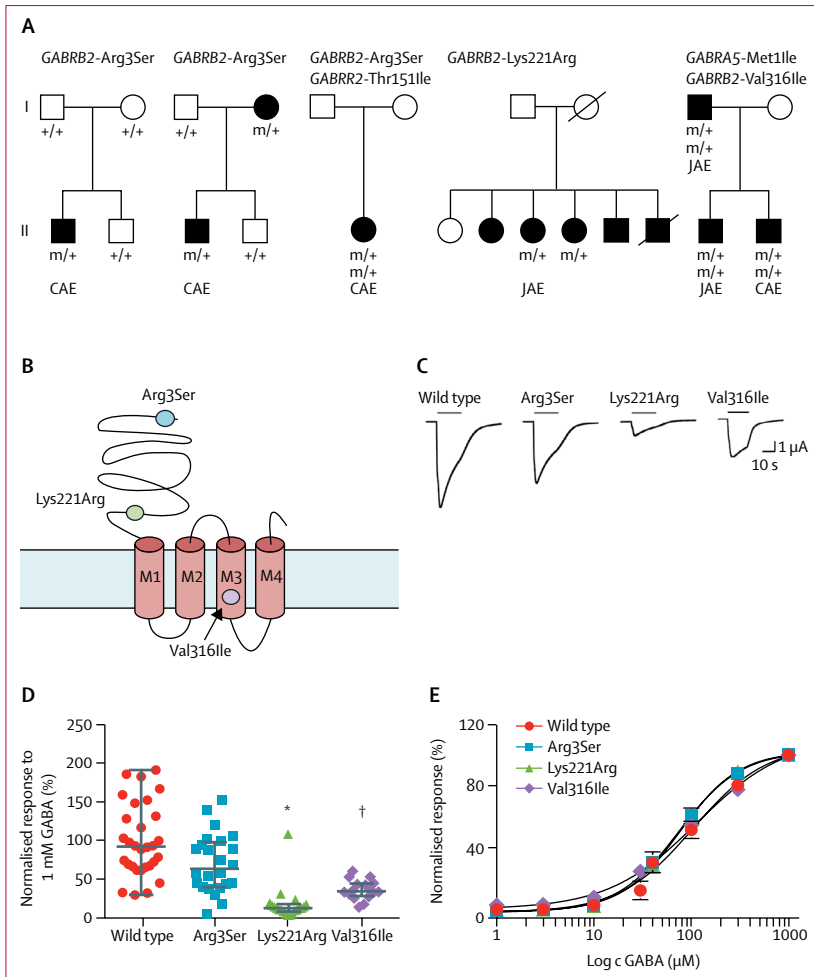 A
GABRB2-Arg3Ser
GABRB2-Arg3Ser
GABRB2-Arg3Ser
GABRR2-Thr151Ile
GABRB2-Lys221Arg
GABRA5-Met1Ile
GABRB2-Val316Ile
I
+/+
+/+
+/+
m/+
m/+
m/+
JAE
II
m/+
+/+
m/+
+/+
m/+
m/+
m/+
m/+
m/+
m/+
m/+
m/+
CAE
CAE
CAE
JAE
JAE
CAE
B
Arg3Ser
Lys221Arg
M1
M2
M3
M4
Val316Ile
C
Wild type
Arg3Ser
Lys221Arg
Val316Ile
1 μA
10 s
D
Normalised response to
1 mM GABA (%)
250
200
150
100
50
0
*
†
Wild type
Arg3Ser
Lys221Arg
Val316Ile
E
Normalised response (%)
120
80
40
0
Wild type
Arg3Ser
Lys221Arg
Val316Ile
1
10
100
1000
Log c GABA (μM)